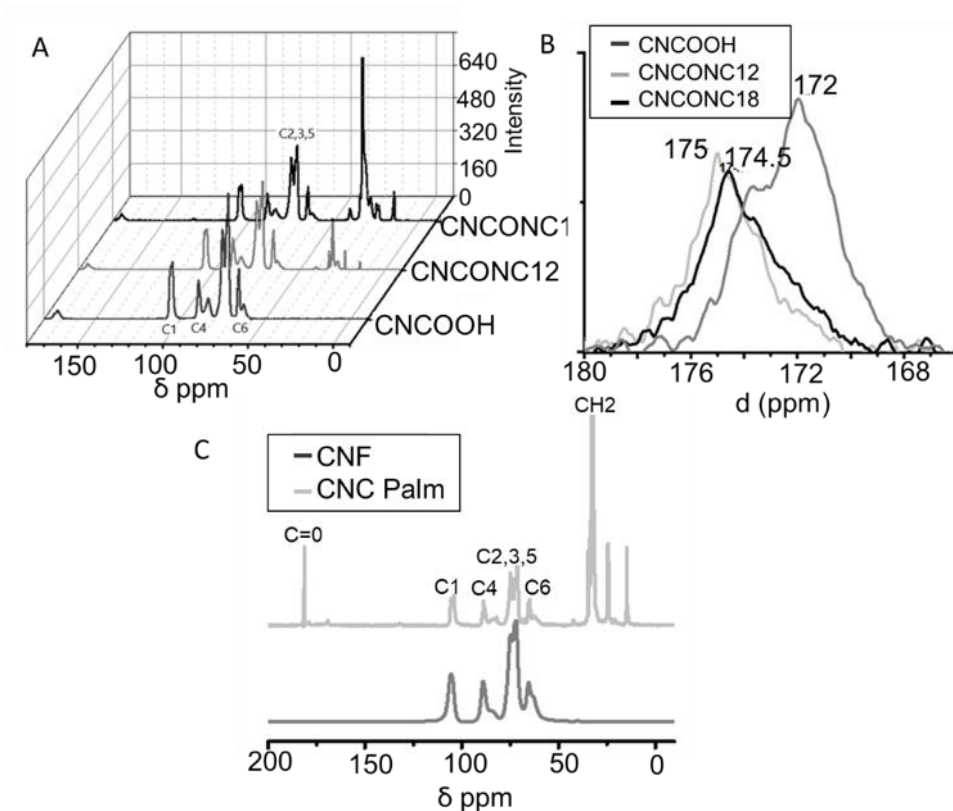 A
640
480
320
160
0
Intensity
C2,3,5
CNCONC1
CNCONC12
CNCOOH
C1
C4
C6
150
100
50
0
δ ppm
B
CNCOOH
CNCONC12
CNCONC18
172
175
174.5
180
176
172
168
d (ppm)
C
CNF
CNC Palm
CH2
C=0
C2,3,5
C1
C4
C6
200
150
100
50
0
δ ppm